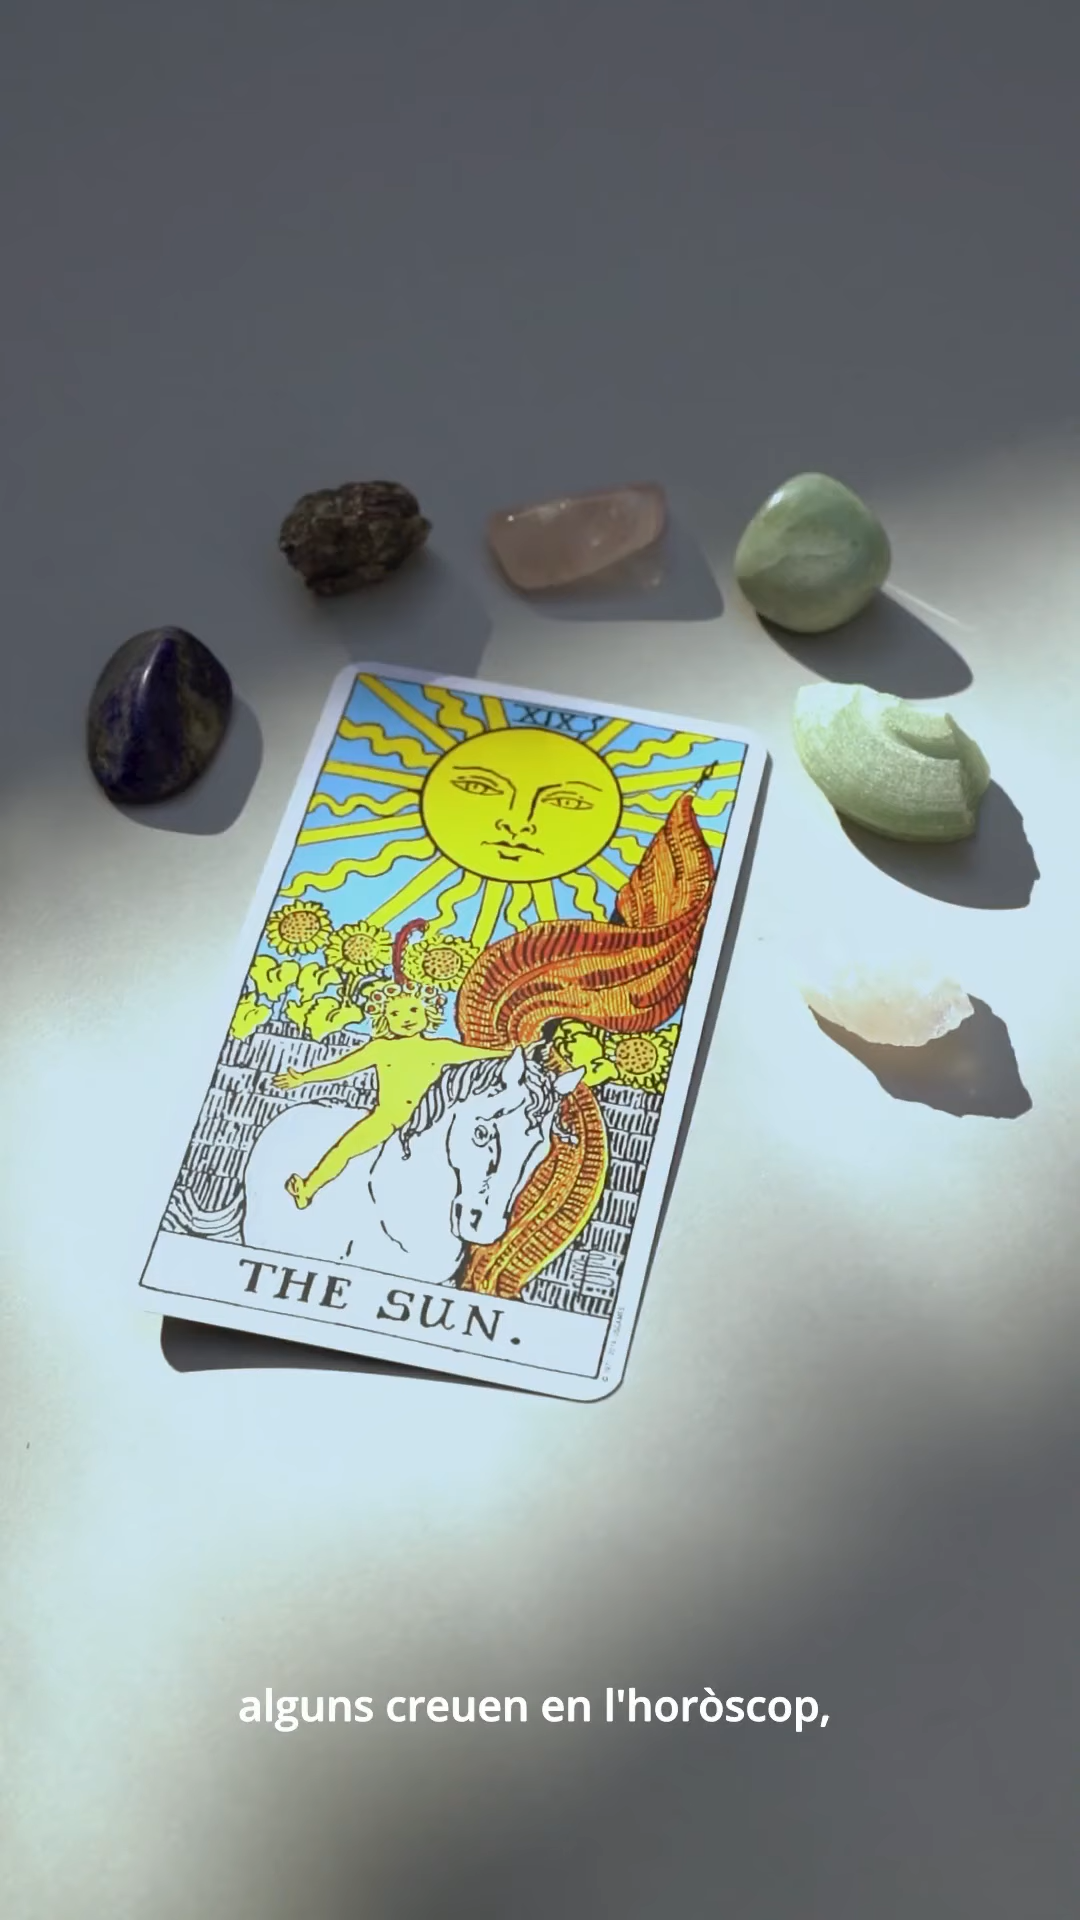 XIX
THE SUN.
alguns creuen en l'horòscop,